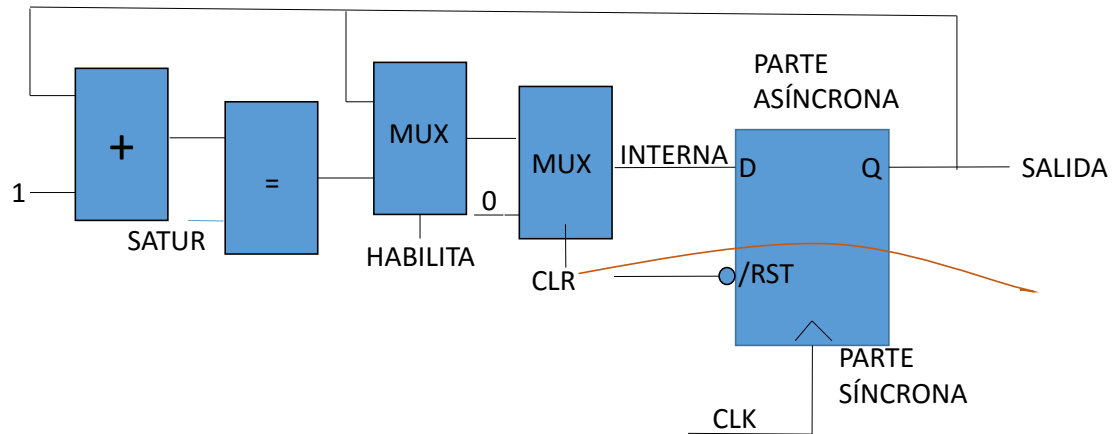 PARTE
ASÍNCRONA
+
=
MUX
MUX
INTERNA
D
Q
SALIDA
1
0
SATUR
HABILITA
CLR
/RST
PARTE
SÍNCRONA
CLK